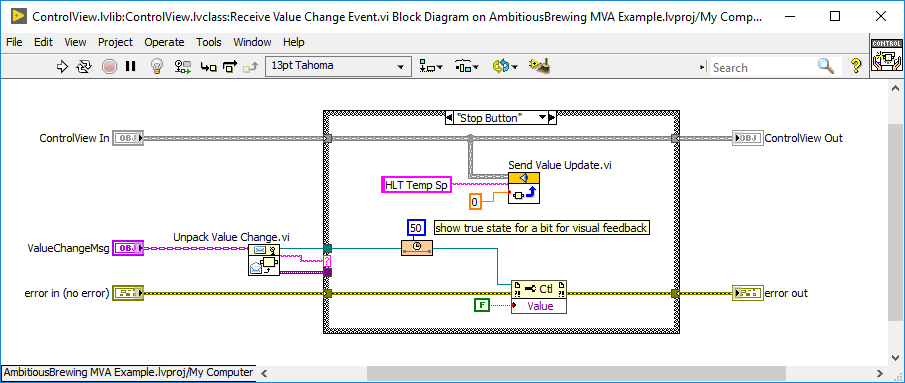 ControlView.lvlib:ControlView.lvclass:Receive Value Change Event.vi Block Diagram on AmbitiousBrewing MVA Example.lvproj/My Compu...
File Edit View Project Operate Tools Window Help
13pt Tahoma
Search
CONTROL
"Stop Button"
ControlView In
OBJ
OBJ
ControlView Out
Send Value Update.vi
HLT Temp Sp
0
50
show true state for a bit for visual feedback
Unpack Value Change.vi
ValueChangeMsg
OBJ
?
error in (no error)
Ctl
error out
F
Value
AmbitiousBrewing MVA Example.lvproj/My Computer